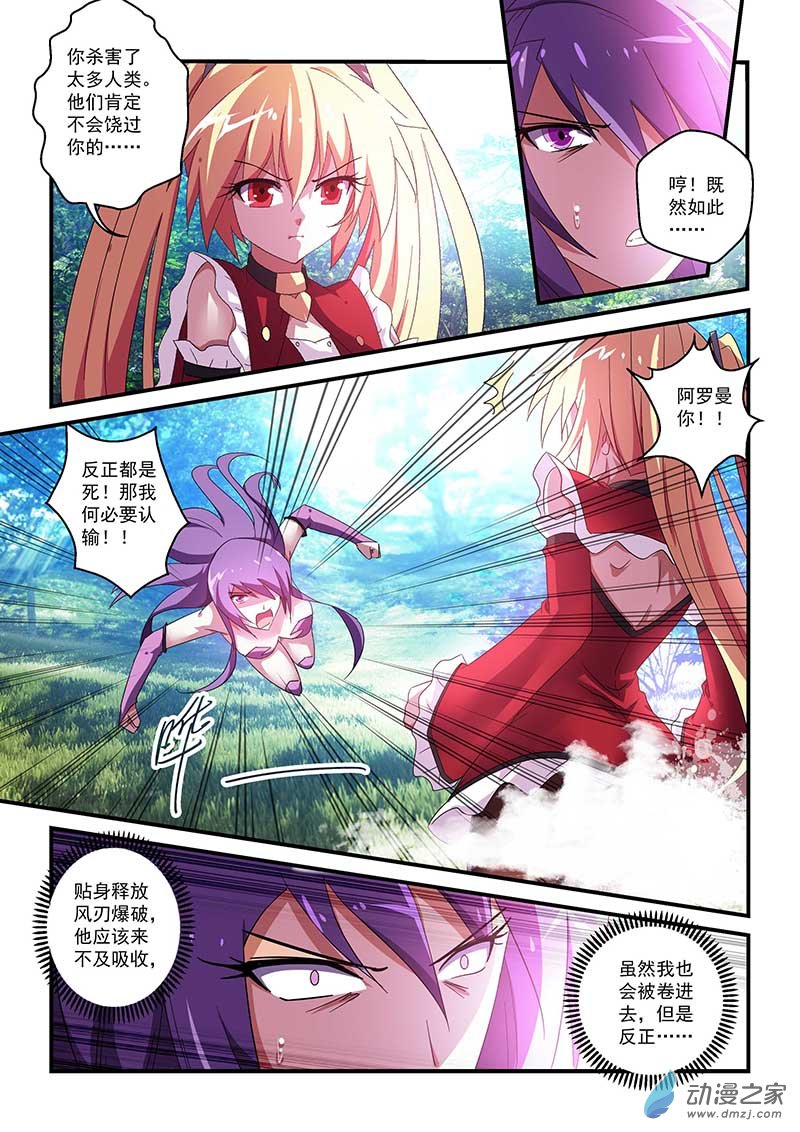 你杀害了
太多人类。
他们肯定
不会饶过
你的……
哼！既
然如此
……
阿罗曼
你！！
反正都是
死！那我
何必要认
输！！
哗——
贴身释放
风刃爆破，
他应该来
不及吸收，
虽然我也
会被卷进
去，但是
反正……
动漫之家
www.dmzj.com